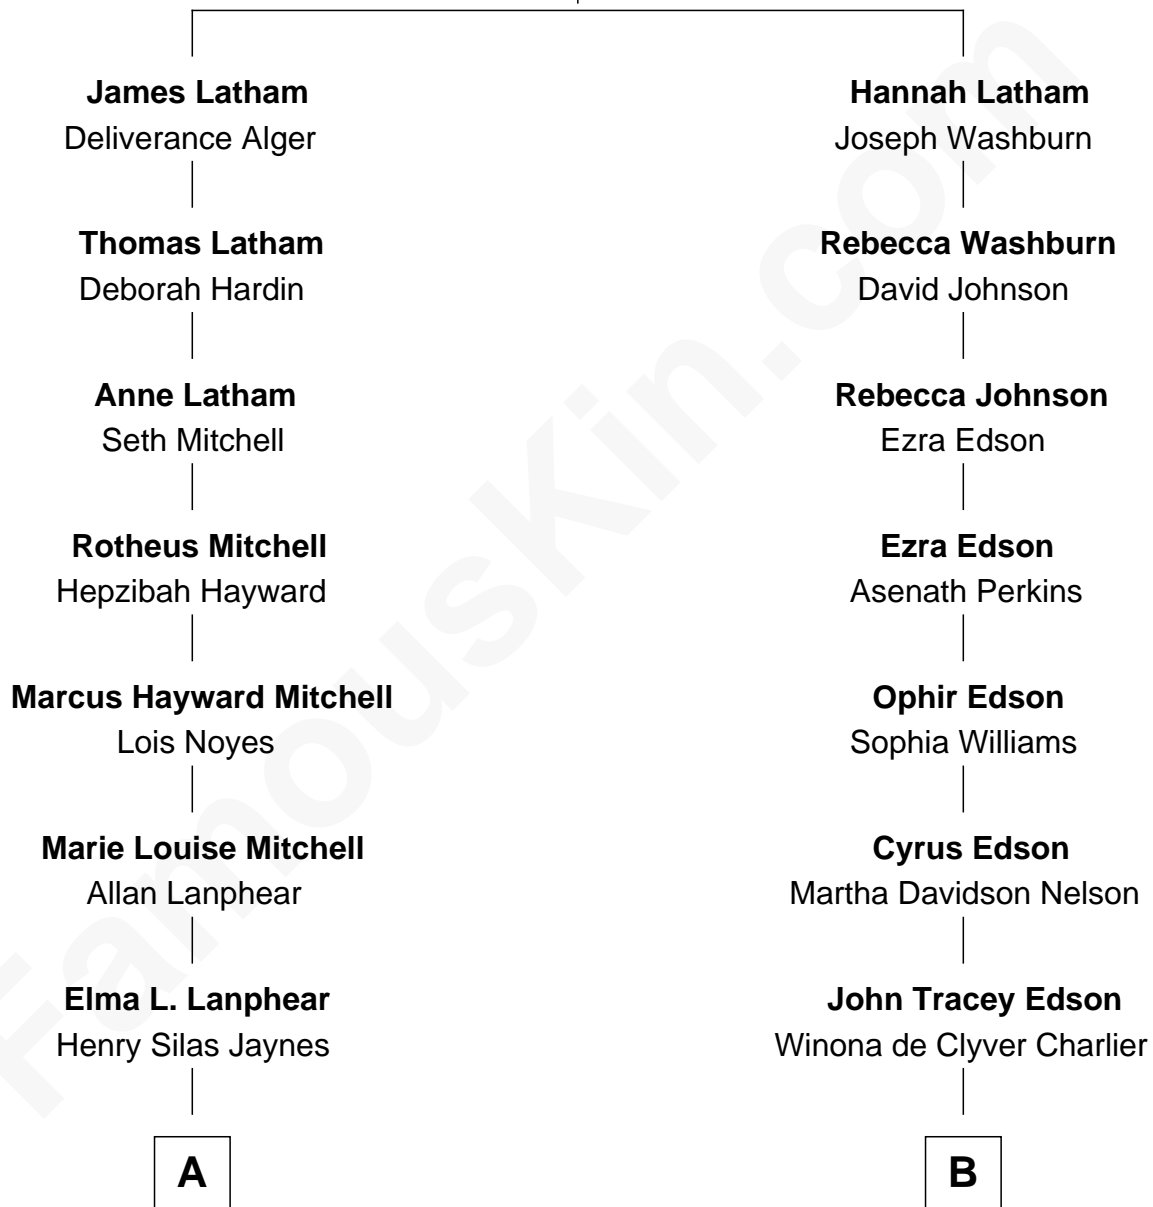 James Latham
Deliverance Alger
Hannah Latham
Joseph Washburn
Thomas Latham
Deborah Hardin
Rebecca Washburn
David Johnson
Anne Latham
Seth Mitchell
Rebecca Johnson
Ezra Edson
Rotheus Mitchell
Hepzibah Hayward
Ezra Edson
Asenath Perkins
Marcus Hayward Mitchell
Lois Noyes
Ophir Edson
Sophia Williams
Marie Louise Mitchell
Allan Lanphear
Cyrus Edson
Martha Davidson Nelson
Elma L. Lanphear
Henry Silas Jaynes
John Tracey Edson
Winona de Clyver Charlier
A
B
FamousKin.com